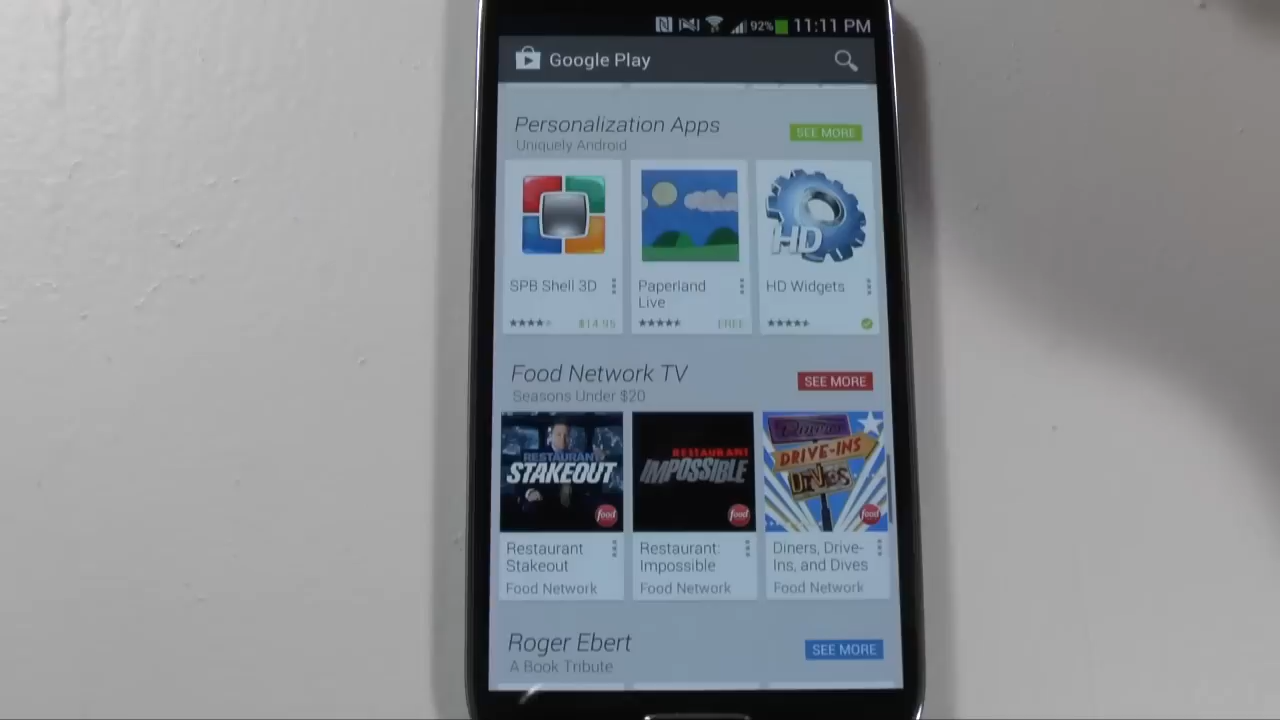 92% 11:11 PM
Google Play
Personalization Apps
SEE MORE
Uniquely Android
HD
SPB Shell 3D
Paperland
Live
HD Widgets
$14.95
FREE
Food Network TV
SEE MORE
Seasons Under $20
RESTAURANT
STAKEOUT
food
RESTAURANT
IMPOSSIBLE
food
Diners
DRIVE-INS
DIVES
food
Restaurant
Stakeout
Food Network
Restaurant:
Impossible
Food Network
Diners, Drive-
Ins, and Dives
Food Network
Roger Ebert
SEE MORE
A Book Tribute